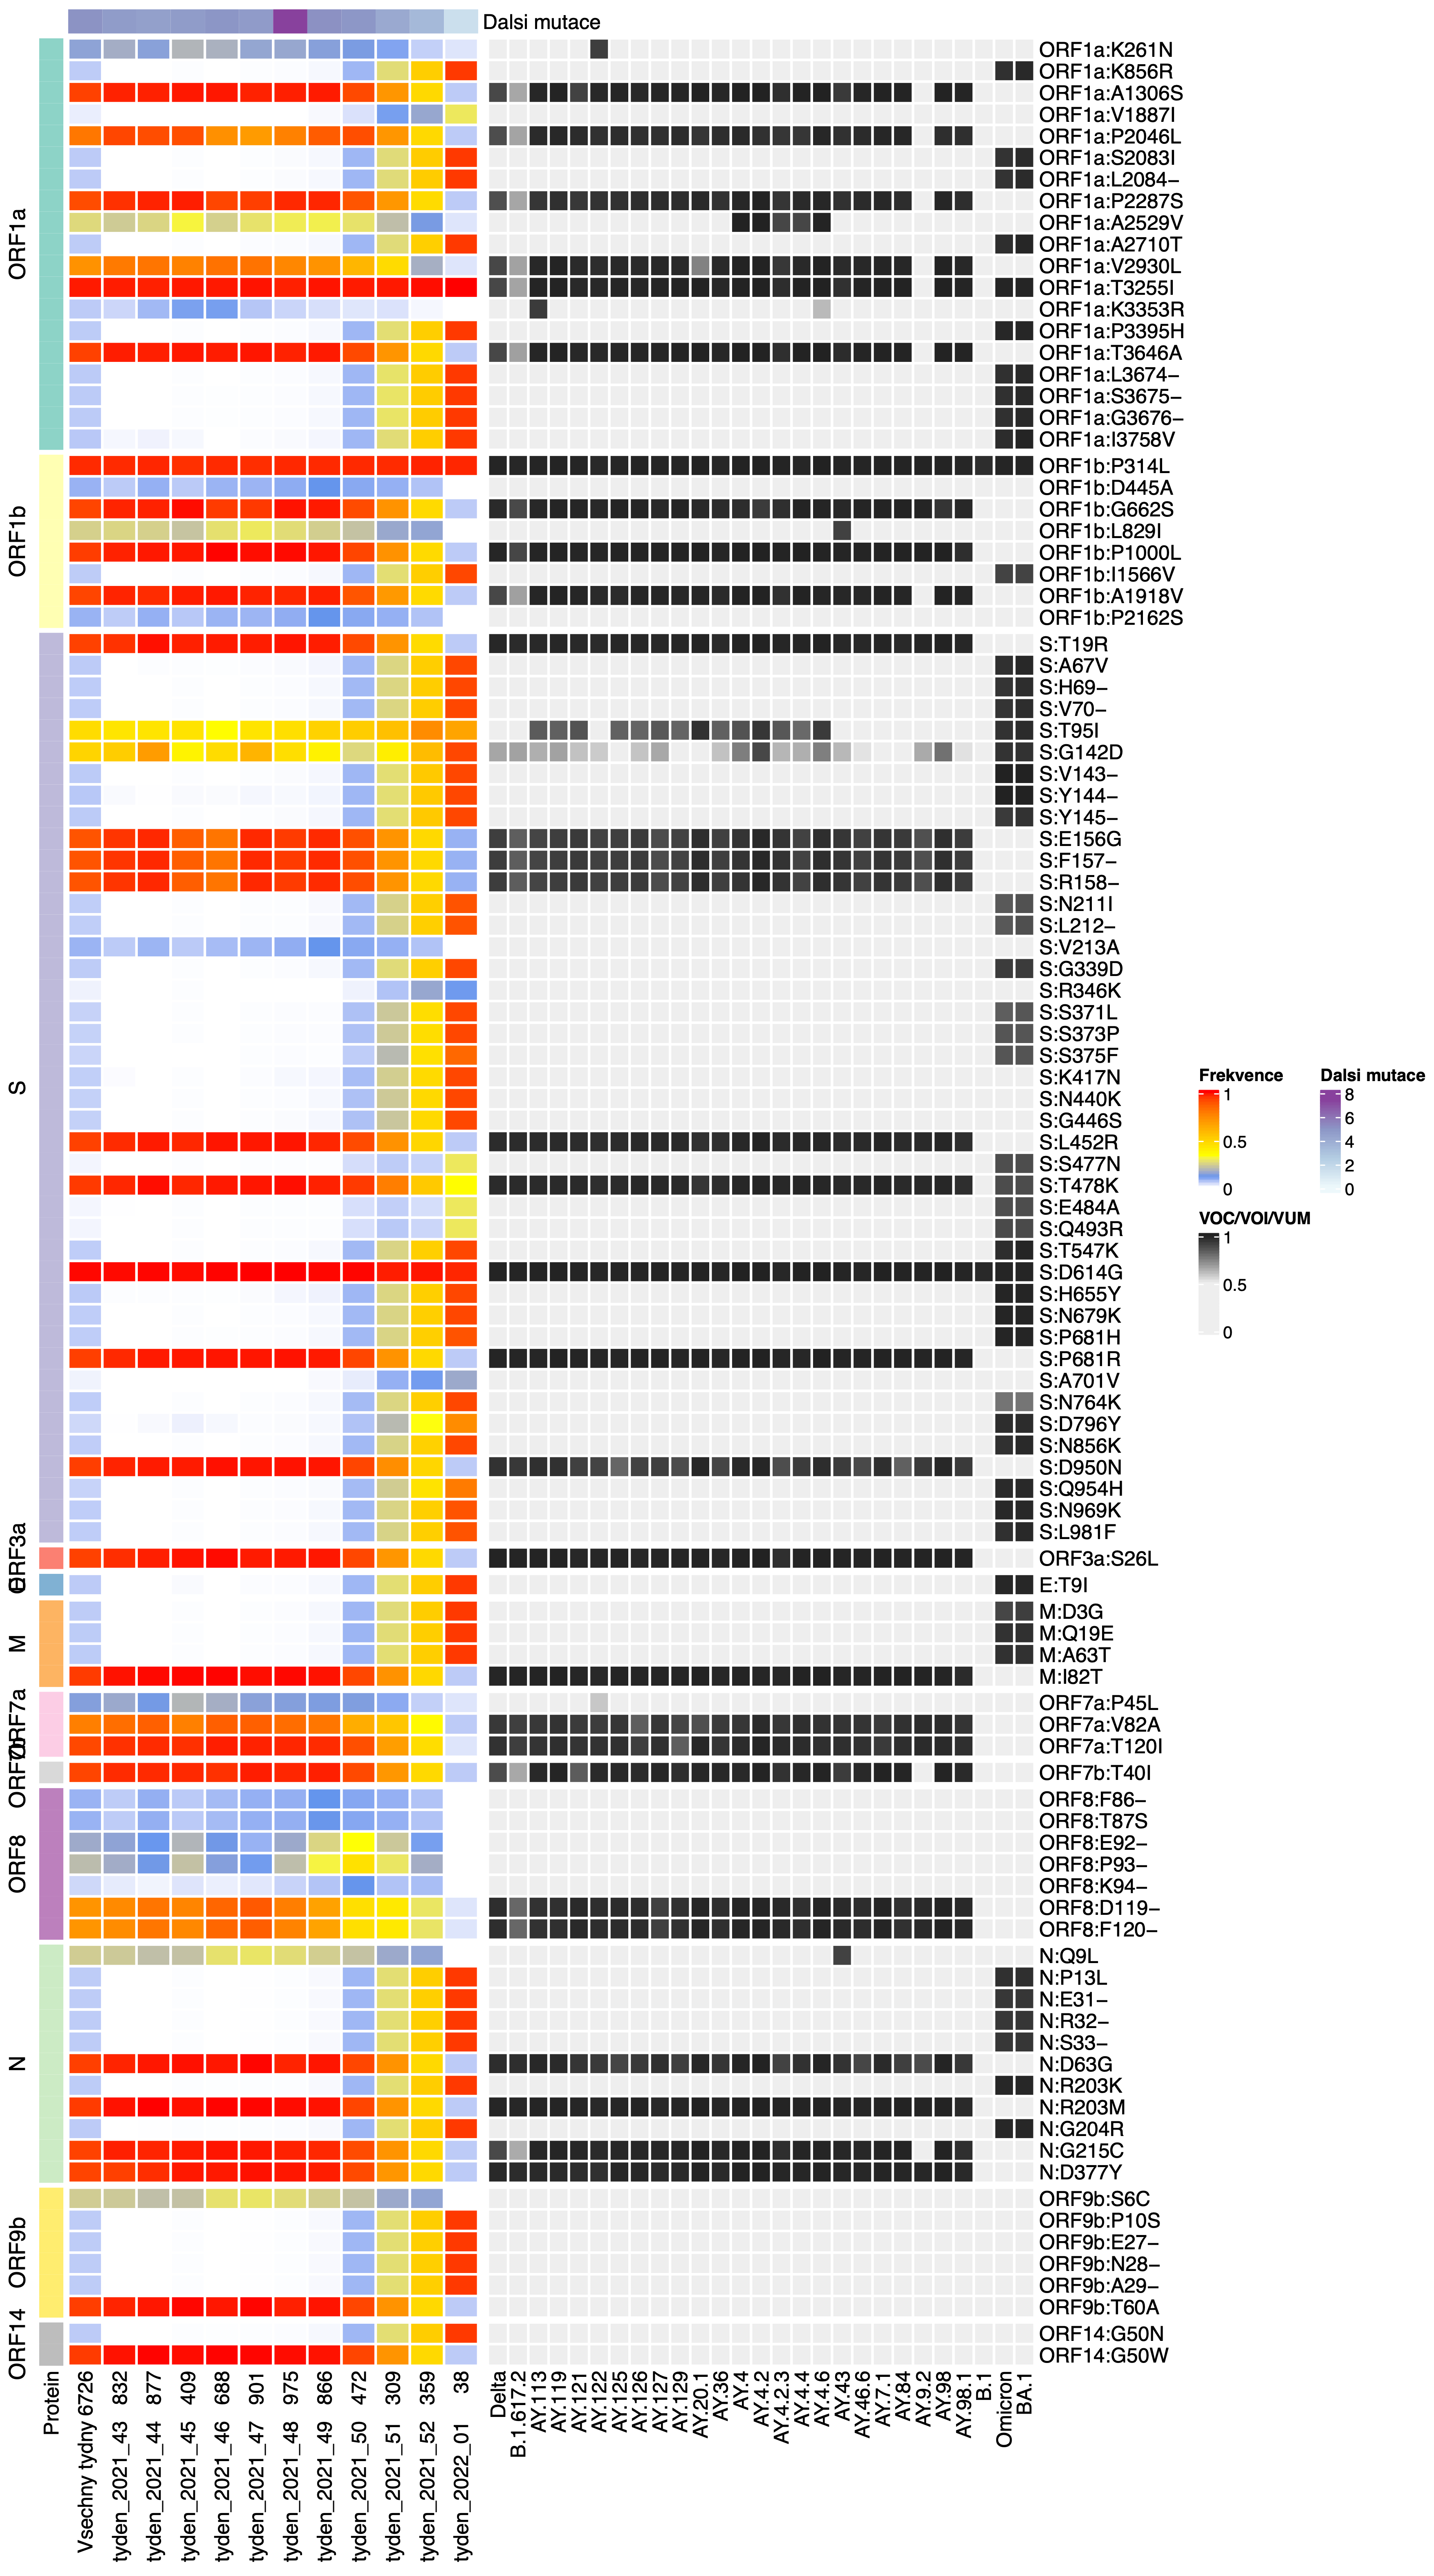 Dalsi mutace
ORF1a
ORF1a:K261N
ORF1a:K856R
ORF1a:A1306S
ORF1a:V1887I
ORF1a:P2046L
ORF1a:S2083I
ORF1a:L2084−
ORF1a:P2287S
ORF1a:A2529V
ORF1a:A2710T
ORF1a:V2930L
ORF1a:T3255I
ORF1a:K3353R
ORF1a:P3395H
ORF1a:T3646A
ORF1a:L3674−
ORF1a:S3675−
ORF1a:G3676−
ORF1a:I3758V
ORF1b
ORF1b:P314L
ORF1b:D445A
ORF1b:G662S
ORF1b:L829I
ORF1b:P1000L
ORF1b:I1566V
ORF1b:A1918V
ORF1b:P2162S
S
S:T19R
S:A67V
S:H69−
S:V70−
S:T95I
S:G142D
S:V143−
S:Y144−
S:Y145−
S:E156G
S:F157−
S:R158−
S:N211I
S:L212−
S:V213A
S:G339D
S:R346K
S:S371L
S:S373P
S:S375F
S:K417N
S:N440K
S:G446S
S:L452R
S:S477N
S:T478K
S:E484A
S:Q493R
S:T547K
S:D614G
S:H655Y
S:N679K
S:P681H
S:P681R
S:A701V
S:N764K
S:D796Y
S:N856K
S:D950N
S:Q954H
S:N969K
S:L981F
ORF3a
ORF3a:S26L
E
E:T9I
M
M:D3G
M:Q19E
M:A63T
M:I82T
ORF7a
ORF7a:P45L
ORF7a:V82A
ORF7a:T120I
ORF7b
ORF7b:T40I
ORF8
ORF8:F86−
ORF8:T87S
ORF8:E92−
ORF8:P93−
ORF8:K94−
ORF8:D119−
ORF8:F120−
N
N:Q9L
N:P13L
N:E31−
N:R32−
N:S33−
N:D63G
N:R203K
N:R203M
N:G204R
N:G215C
N:D377Y
ORF9b
ORF9b:S6C
ORF9b:P10S
ORF9b:E27−
ORF9b:N28−
ORF9b:A29−
ORF9b:T60A
ORF14
ORF14:G50N
ORF14:G50W
Protein
Vsechny tydny 6726
tyden_2021_43 832
tyden_2021_44 877
tyden_2021_45 409
tyden_2021_46 688
tyden_2021_47 901
tyden_2021_48 975
tyden_2021_49 866
tyden_2021_50 472
tyden_2021_51 309
tyden_2021_52 359
tyden_2022_01 38
Delta
B.1.617.2
AY.113
AY.119
AY.121
AY.122
AY.125
AY.126
AY.127
AY.129
AY.20.1
AY.36
AY.4
AY.4.2
AY.4.2.3
AY.4.4
AY.4.6
AY.43
AY.46.6
AY.7.1
AY.84
AY.9.2
AY.98
AY.98.1
B.1
Omicron
BA.1
Frekvence
1
0.5
0
Dalsi mutace
8
6
4
2
0
VOC/VOI/VUM
1
0.5
0